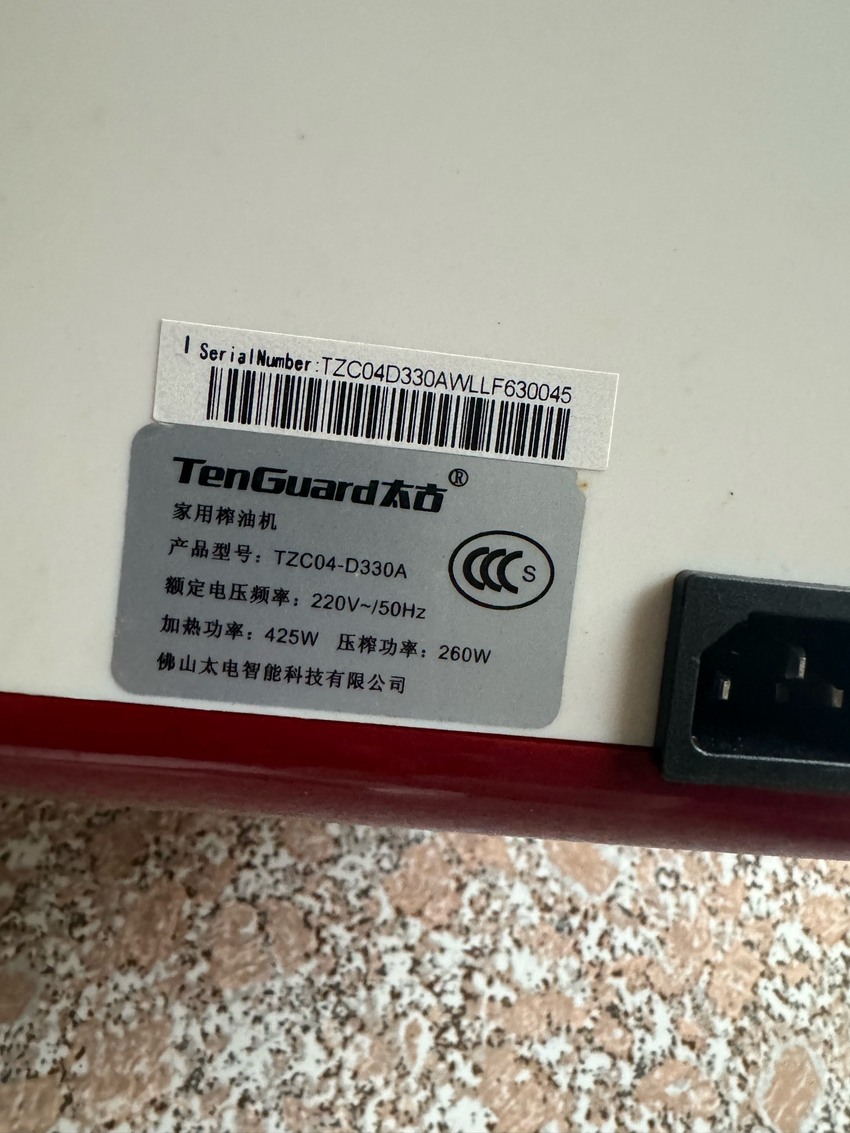 I SerialNumber:TZC04D330AWLLF630045
TenGuard太古®
家用榨油机
产品型号：TZC04-D330A
CCC S
额定电压频率：220V~/50Hz
加热功率：425W 压榨功率：260W
佛山太电智能科技有限公司